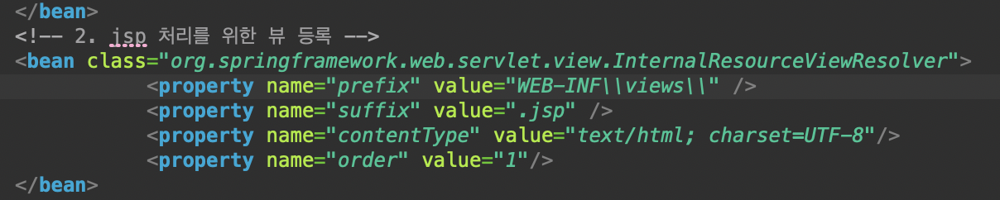 </bean>
<!-- 2. jsp 처리를 위한 뷰 등록 -->
<bean class="org.springframework.web.servlet.view.InternalResourceViewResolver">
<property name="prefix" value="WEB-INF\\views\\" />
<property name="suffix" value=".jsp" />
<property name="contentType" value="text/html; charset=UTF-8"/>
<property name="order" value="1"/>
</bean>